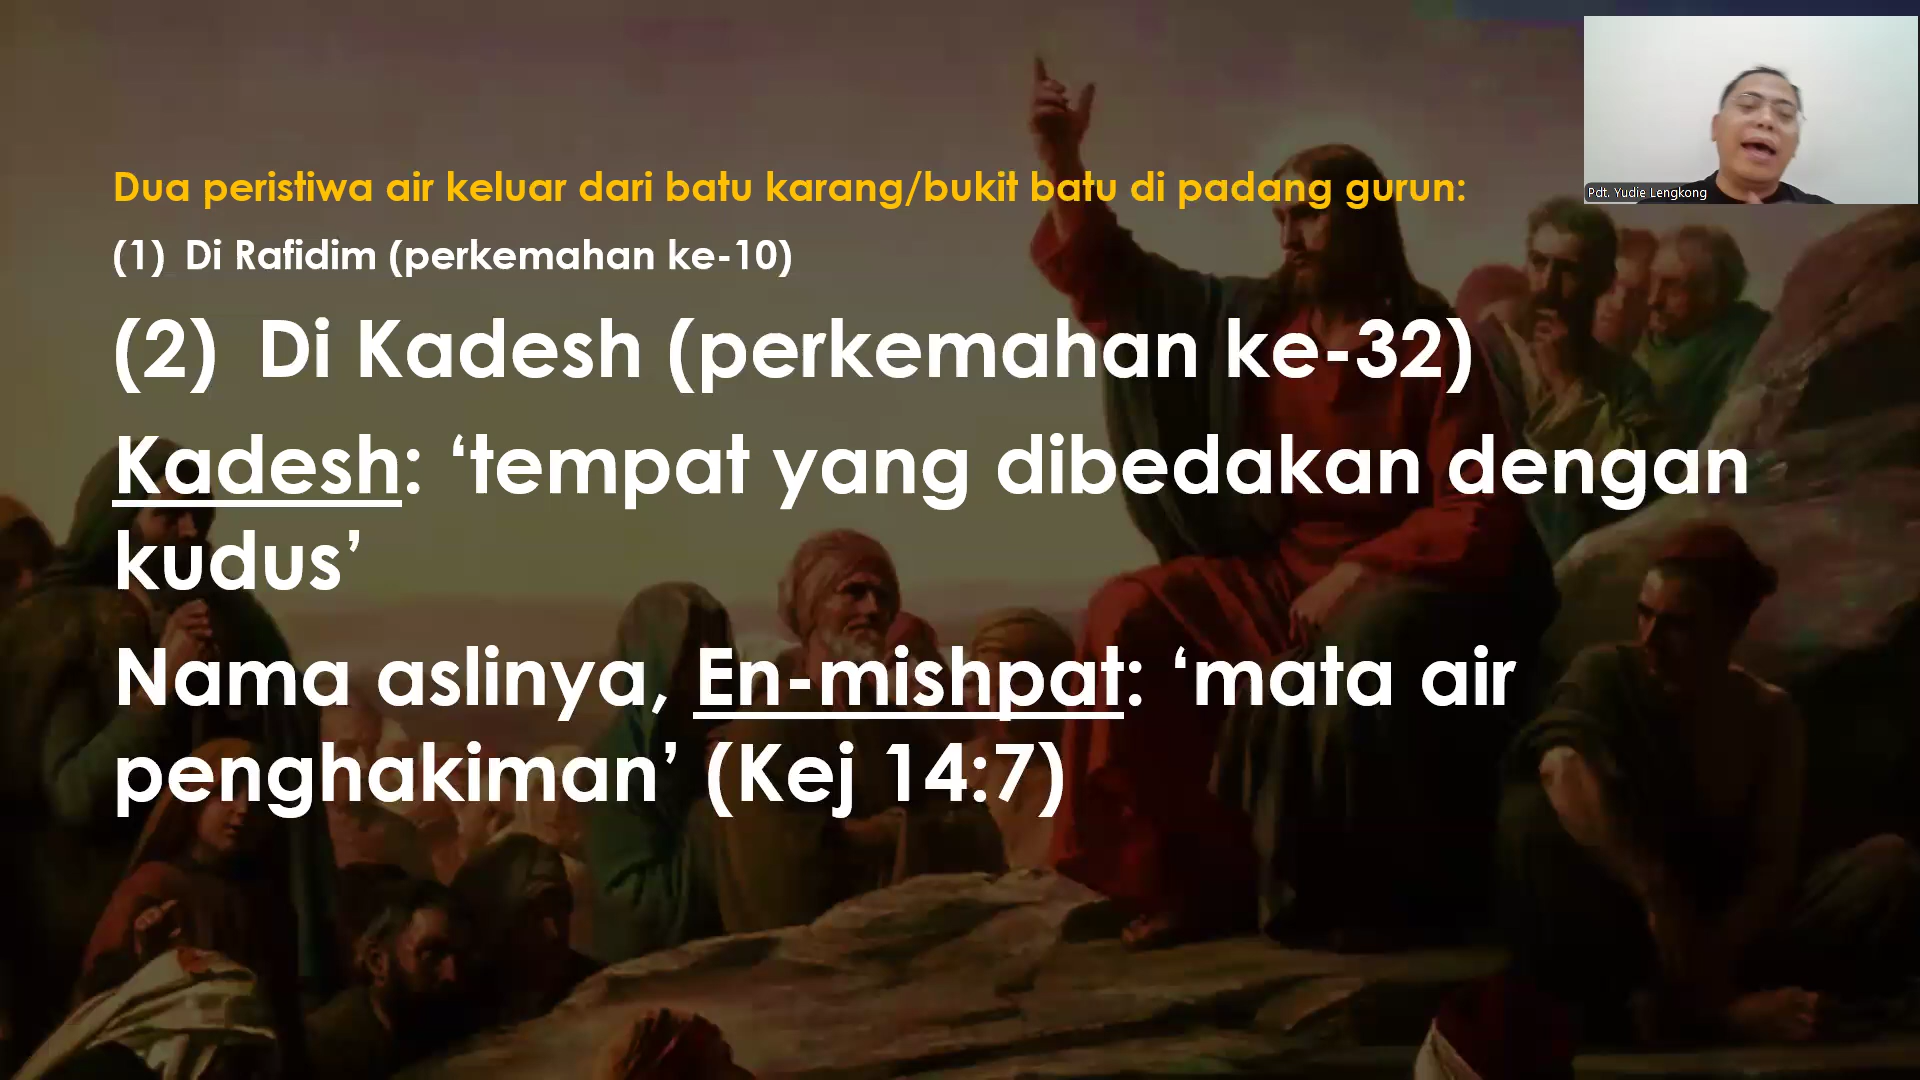 Dua peristiwa air keluar dari batu karang/bukit batu di padang gurun:
(1) Di Rafidim (perkemahan ke-10)
(2) Di Kadesh (perkemahan ke-32)
Kadesh: ‘tempat yang dibedakan dengan
kudus’
Nama aslinya, En-mishpat: ‘mata air
penghakiman’ (Kej 14:7)
Pdt. Yudie Lengkong